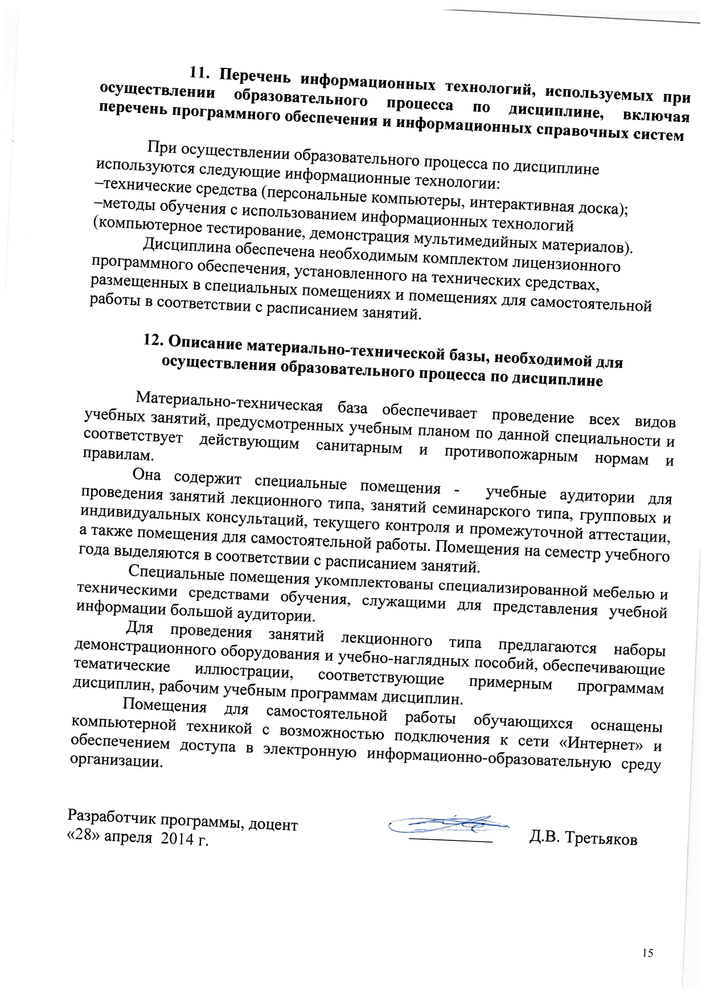 11. Перечень информационных технологий, используемых при
осуществлении образовательного процесса по дисциплине, включая
перечень программного обеспечения и информационных справочных систем
При осуществлении образовательного процесса по дисциплине
используются следующие информационные технологии:
–технические средства (персональные компьютеры, интерактивная доска);
–методы обучения с использованием информационных технологий
(компьютерное тестирование, демонстрация мультимедийных материалов).
Дисциплина обеспечена необходимым комплектом лицензионного
программного обеспечения, установленного на технических средствах,
размещенных в специальных помещениях и помещениях для самостоятельной
работы в соответствии с расписанием занятий.
12. Описание материально-технической базы, необходимой для
осуществления образовательного процесса по дисциплине
Материально-техническая база обеспечивает проведение всех видов
учебных занятий, предусмотренных учебным планом по данной специальности и
соответствует действующим санитарным и противопожарным нормам и
правилам.
Она содержит специальные помещения - учебные аудитории для
проведения занятий лекционного типа, занятий семинарского типа, групповых и
индивидуальных консультаций, текущего контроля и промежуточной аттестации,
а также помещения для самостоятельной работы. Помещения на семестр учебного
года выделяются в соответствии с расписанием занятий.
Специальные помещения укомплектованы специализированной мебелью и
техническими средствами обучения, служащими для представления учебной
информации большой аудитории.
Для проведения занятий лекционного типа предлагаются наборы
демонстрационного оборудования и учебно-наглядных пособий, обеспечивающие
тематические иллюстрации, соответствующие примерным программам
дисциплин, рабочим учебным программам дисциплин.
Помещения для самостоятельной работы обучающихся оснащены
компьютерной техникой с возможностью подключения к сети «Интернет» и
обеспечением доступа в электронную информационно-образовательную среду
организации.
Разработчик программы, доцент
«28» апреля 2014 г. Д.В. Третьяков
15